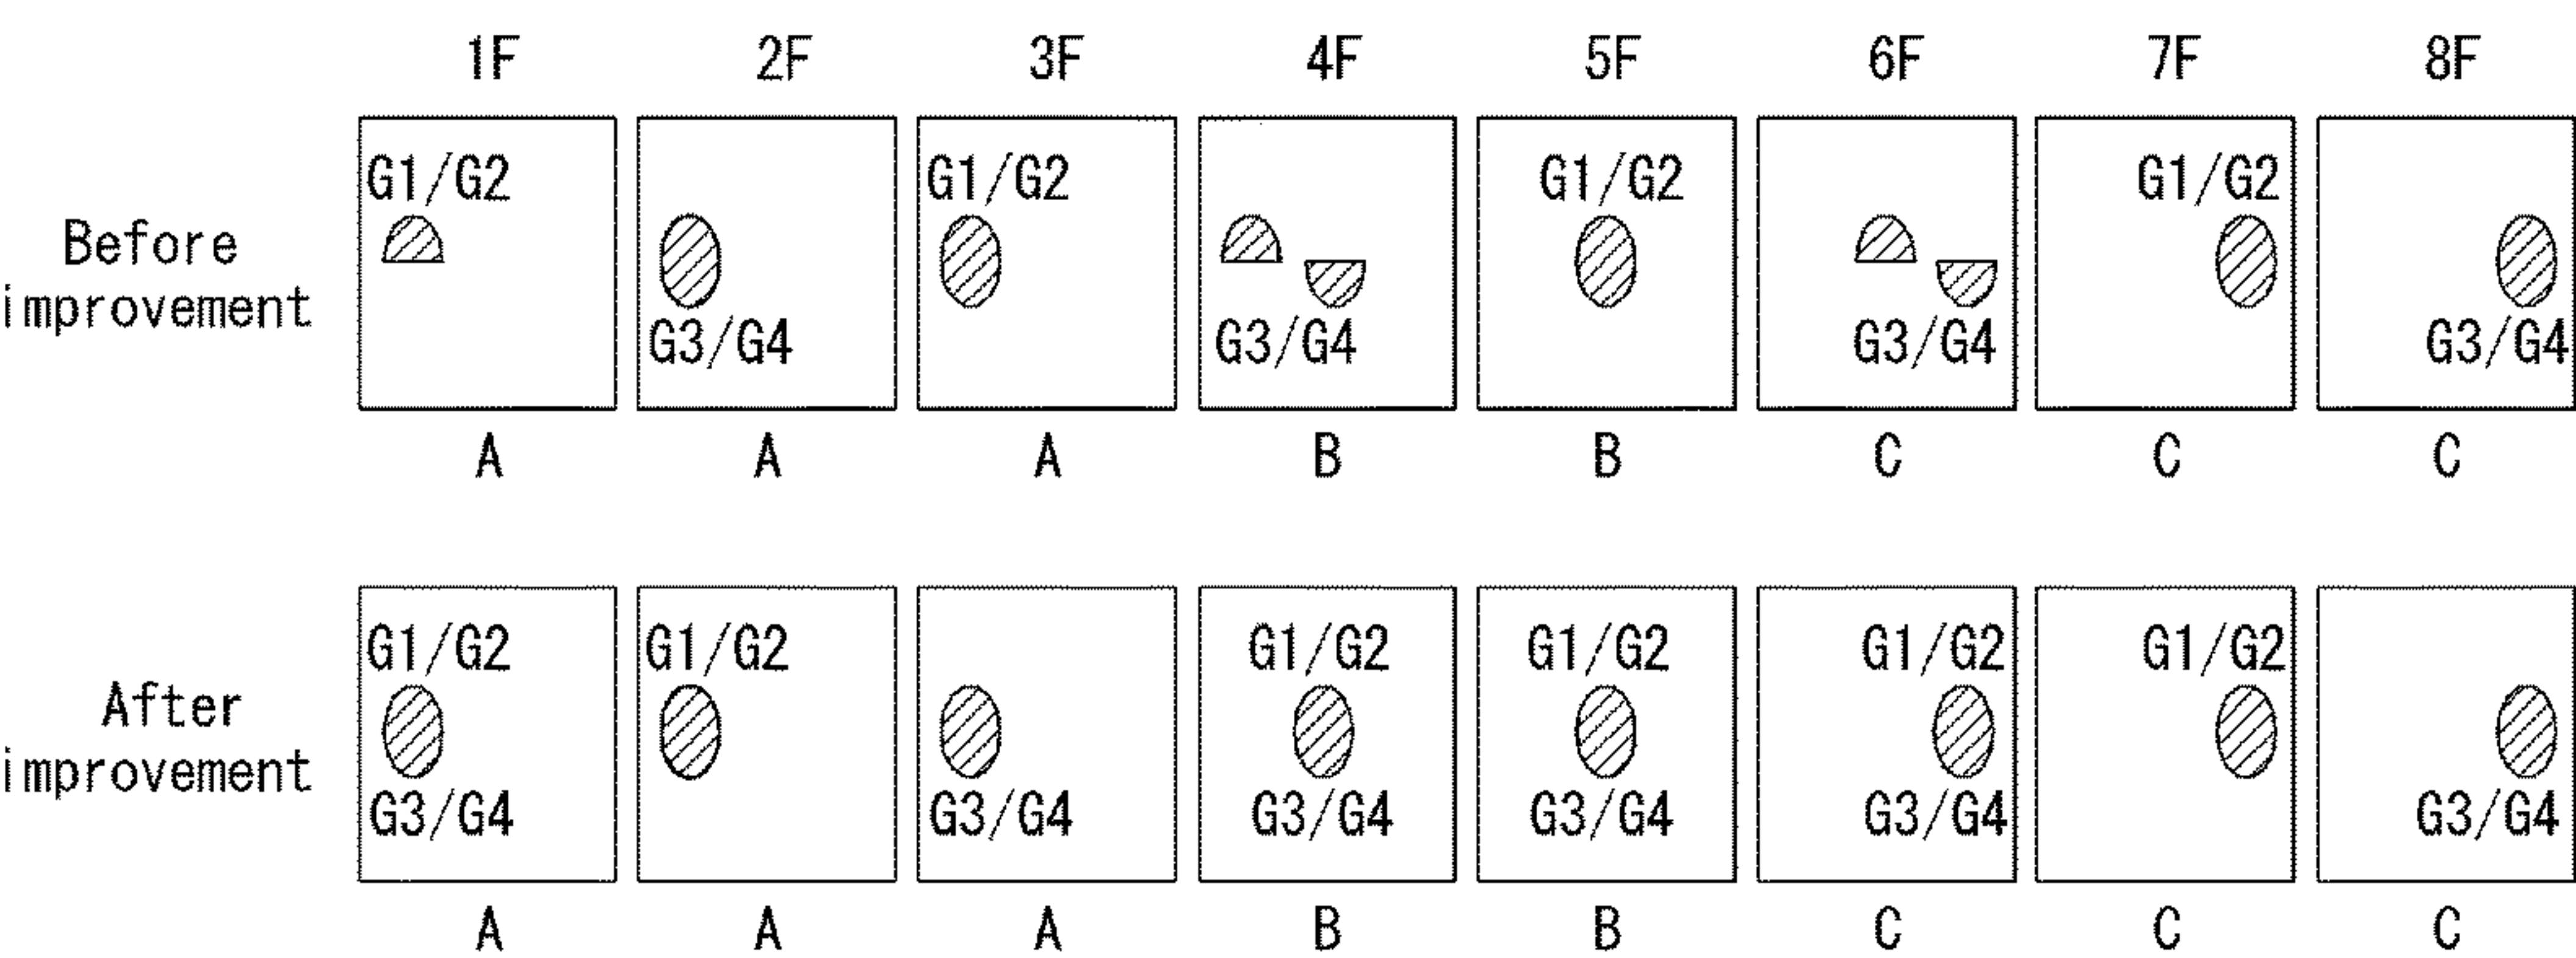 1F 2F 3F 4F 5F 6F 7F 8F
Before
improvement
G1/G2 G1/G2 G1/G2 G1/G2
G3/G4 G3/G4 G3/G4 G3/G4
A A A B B C C C
After
improvement
G1/G2 G1/G2 G1/G2 G1/G2 G1/G2 G1/G2
G3/G4 G3/G4 G3/G4 G3/G4 G3/G4 G3/G4
A A A B B C C C